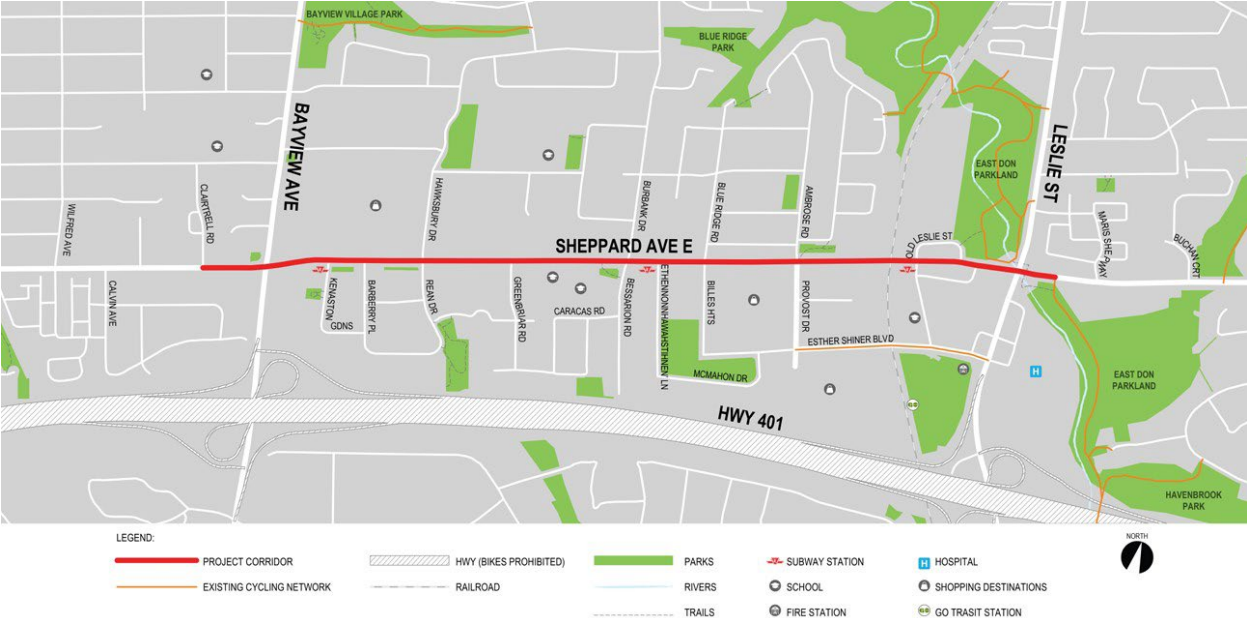 BAYVIEW VILLAGE PARK
BLUE RIDGE
PARK
BAYVIEW AVE
LESLIE ST
EAST DON
PARKLAND
WILFRED AVE
CLAIRTRELL RD
HAWKSBURY DR
BURBANK DR
BLUE RIDGE RD
AMBROSE RD
OLD LESLIE ST
MARIS SHEPWAY
BUCHAN CRT
SHEPPARD AVE E
CALVIN AVE
KENASTON
GDNS
BARBERRY PL
REAN DR
GREENBRIAR RD
CARACAS RD
BESSARION RD
ETHENNONNHAWAHSTIHNEN' LN
BILLES HTS
PROVOST DR
ESTHER SHINER BLVD
MCMAHON DR
H
EAST DON
PARKLAND
HWY 401
HAVENBROOK
PARK
LEGEND:
PROJECT CORRIDOR
HWY (BIKES PROHIBITED)
PARKS
SUBWAY STATION
H HOSPITAL
EXISTING CYCLING NETWORK
RAILROAD
RIVERS
SCHOOL
SHOPPING DESTINATIONS
TRAILS
FIRE STATION
GO TRASIT STATION
NORTH